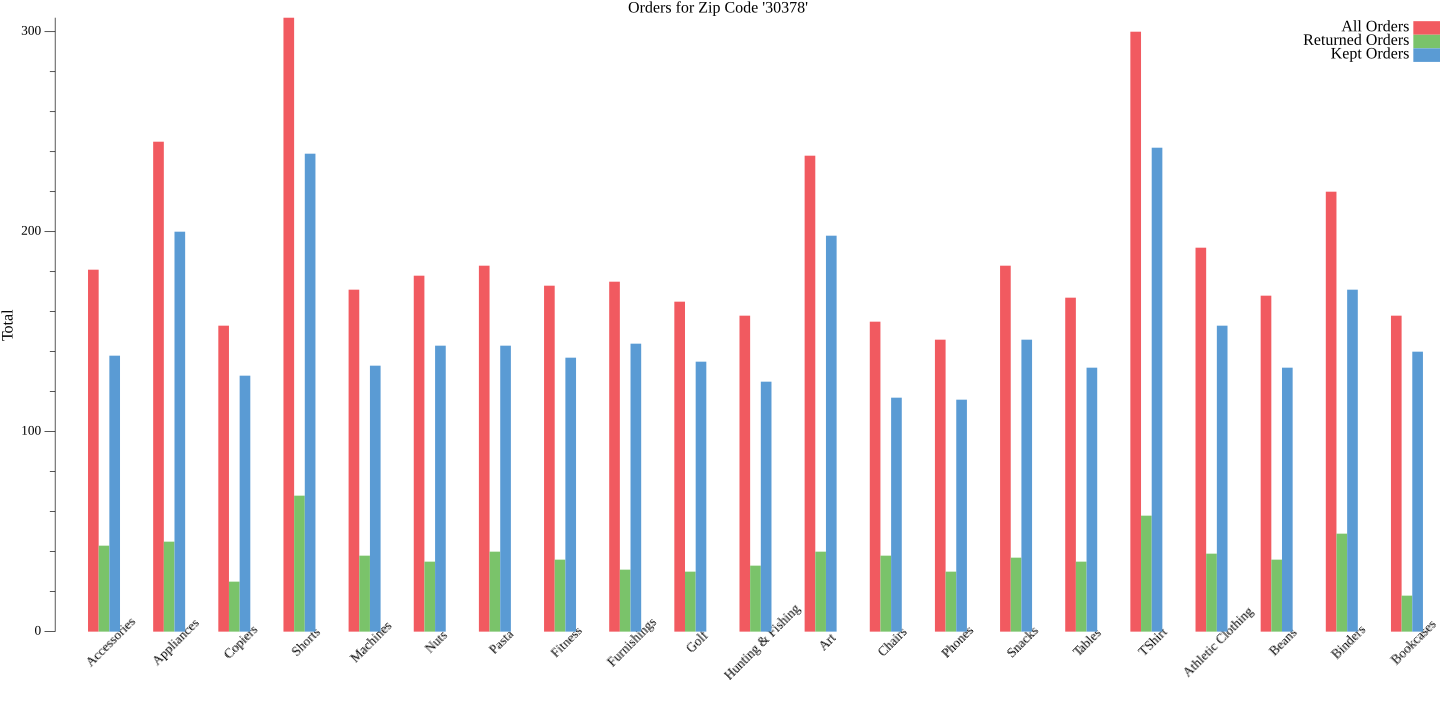 Orders for Zip Code '30378'
All Orders
Returned Orders
Kept Orders
300
200
100
0
Total
Accessories
Appliances
Copiers
Shorts
Machines
Nuts
Pasta
Fitness
Furnishings
Golf
Hunting & Fishing
Art
Chairs
Phones
Snacks
Tables
TShirt
Athletic Clothing
Beans
Binders
Bookcases